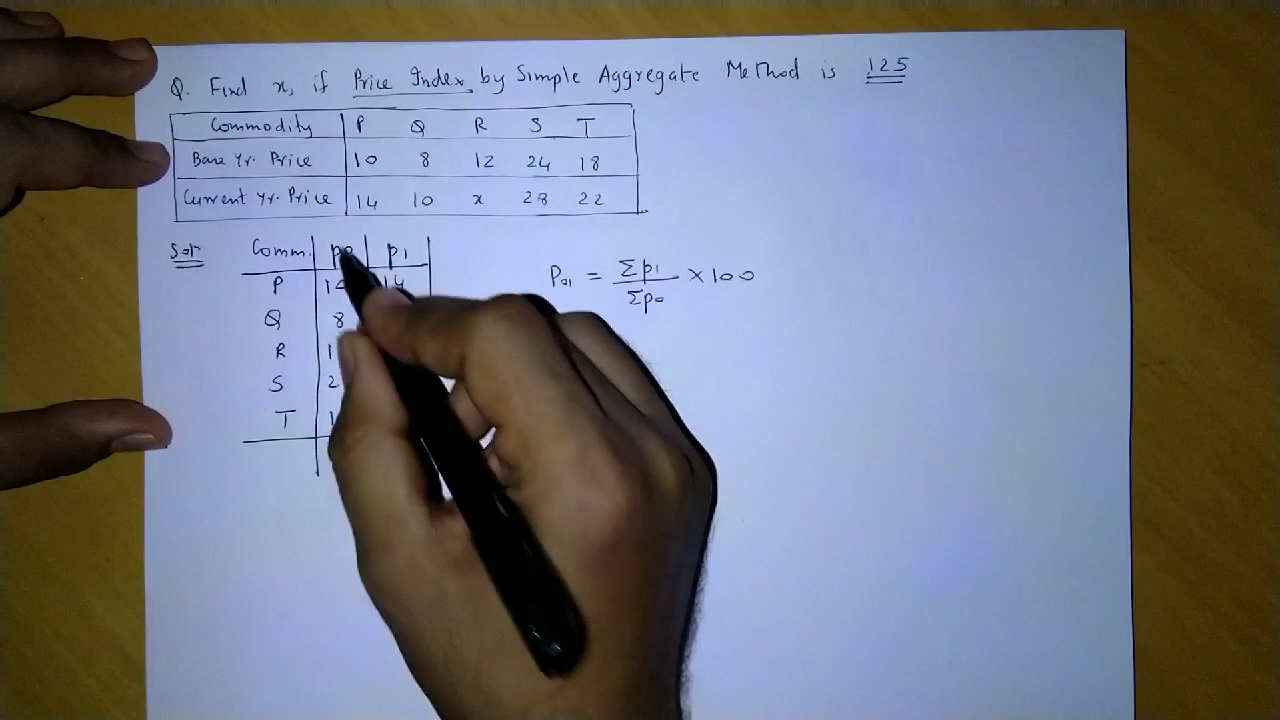 Q. Find x, if Price Index by Simple Aggregate Method is 125
Commodity P Q R S T
Base Yr. Price 10 8 12 24 18
Current Yr. Price 14 10 x 28 22
Sol
Comm. p1
P01 = Σp1 / Σp0 × 100
P 14
Q 8
R
S
T